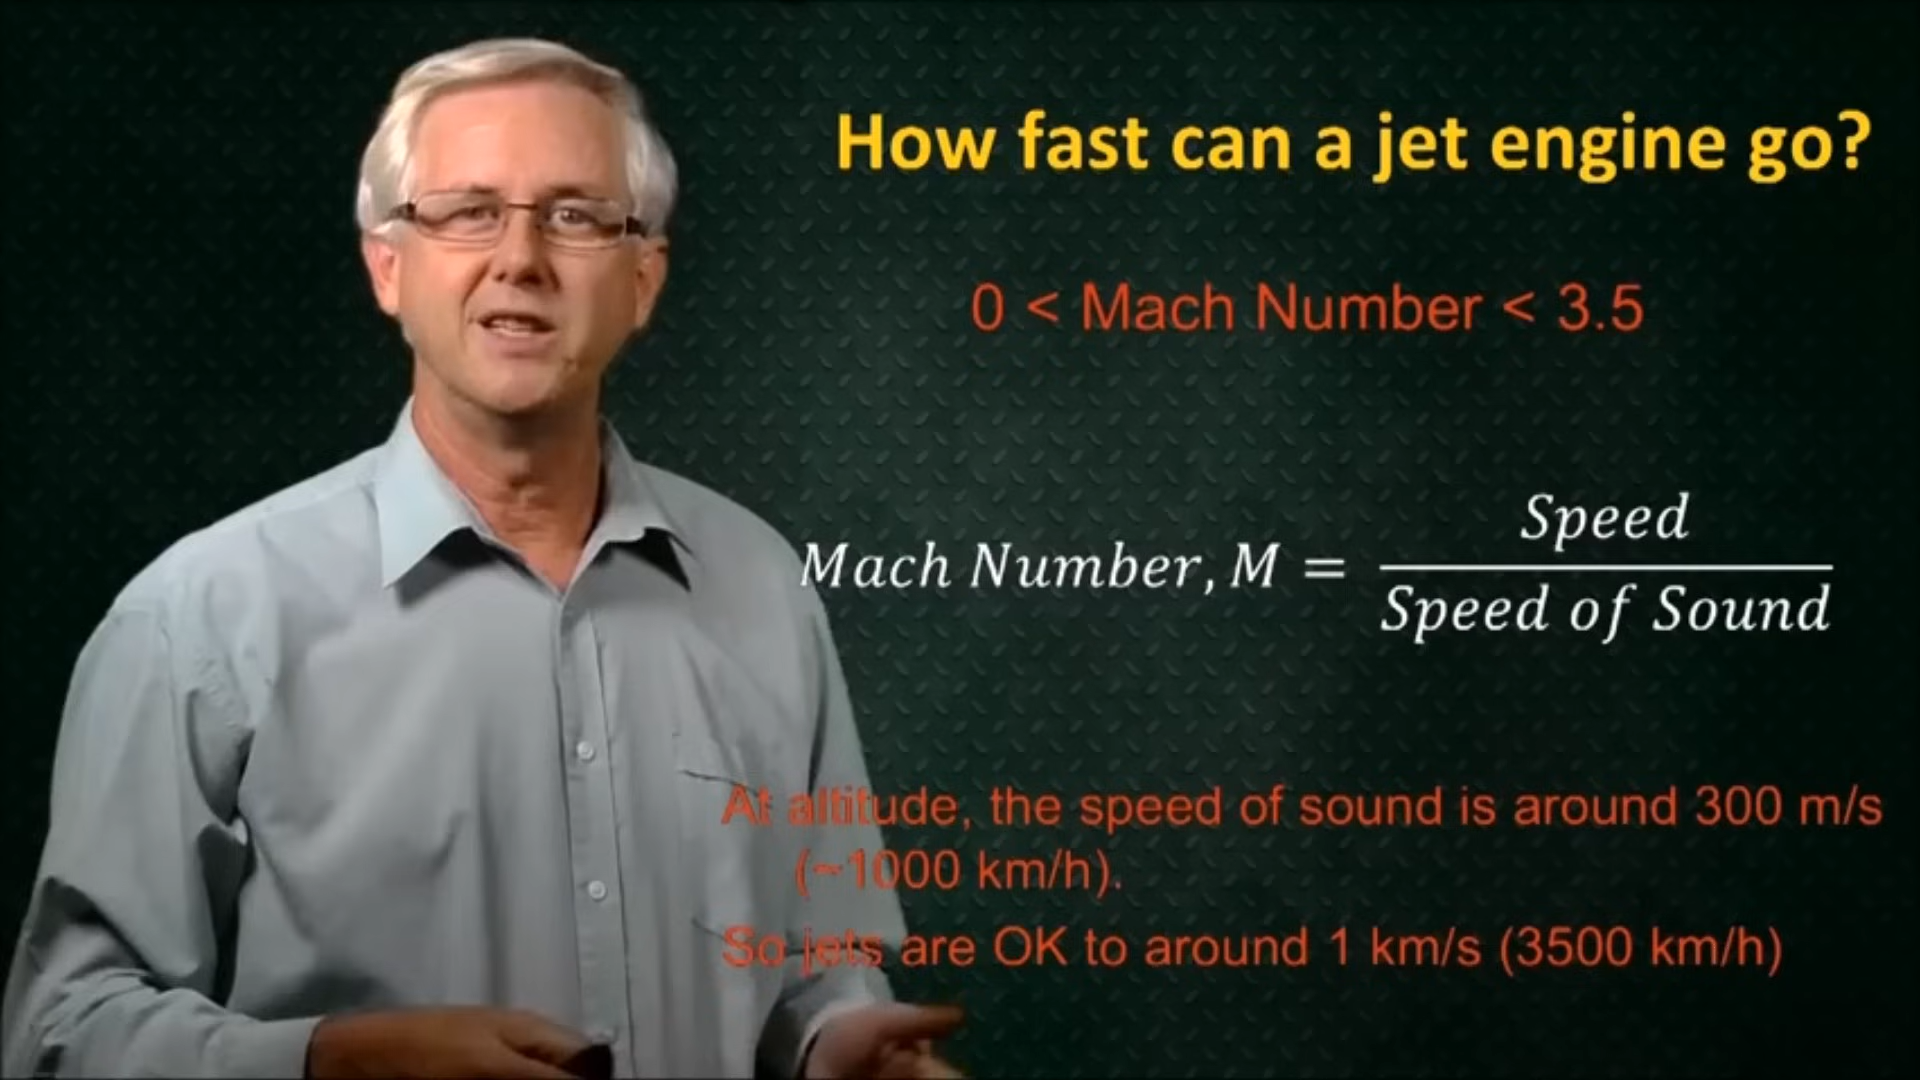 How fast can a jet engine go?
0 < Mach Number < 3.5
Mach Number, M = Speed / Speed of Sound
At altitude, the speed of sound is around 300 m/s
(~1000 km/h).
So jets are OK to around 1 km/s (3500 km/h)